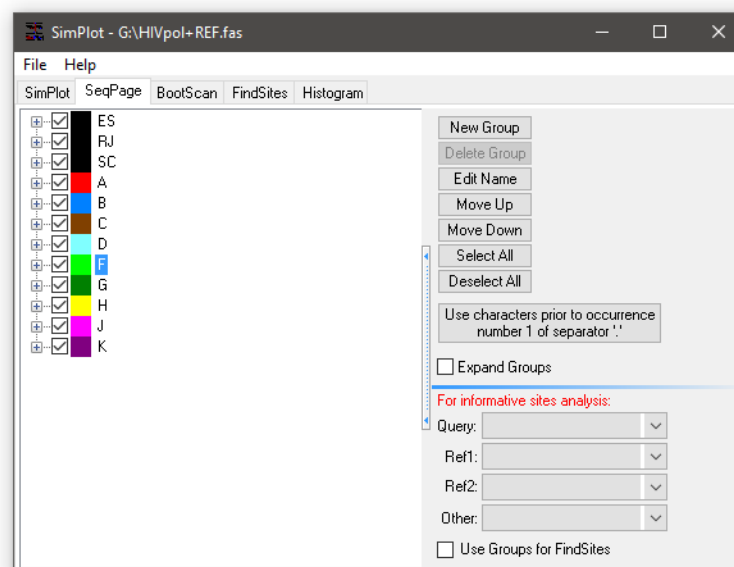 SimPlot - G:\HIVpol+REF.fas
File Help
SimPlot SeqPage BootScan FindSites Histogram
ES
RJ
SC
A
B
C
D
F
G
H
J
K
New Group
Delete Group
Edit Name
Move Up
Move Down
Select All
Deselect All
Use characters prior to occurrence
number 1 of separator '.'
Expand Groups
For informative sites analysis:
Query:
Ref1:
Ref2:
Other:
Use Groups for FindSites